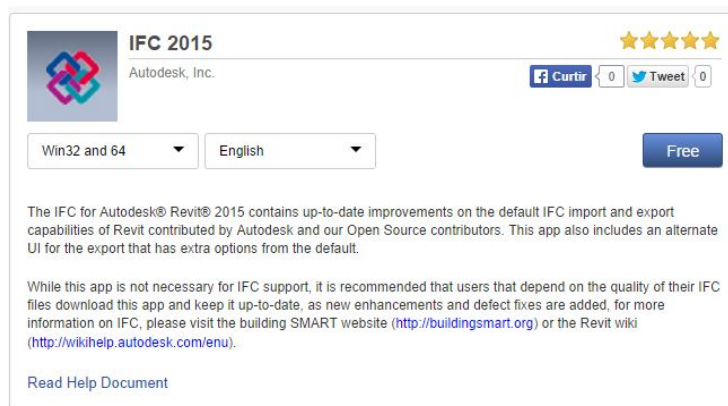 IFC 2015
Autodesk, Inc.
Curtir 0 Tweet 0
Win32 and 64 English Free
The IFC for Autodesk® Revit® 2015 contains up-to-date improvements on the default IFC import and export
capabilities of Revit contributed by Autodesk and our Open Source contributors. This app also includes an alternate
UI for the export that has extra options from the default.
While this app is not necessary for IFC support, it is recommended that users that depend on the quality of their IFC
files download this app and keep it up-to-date, as new enhancements and defect fixes are added, for more
information on IFC, please visit the building SMART website (http://buildingsmart.org) or the Revit wiki
(http://wikihelp.autodesk.com/enu).
Read Help Document